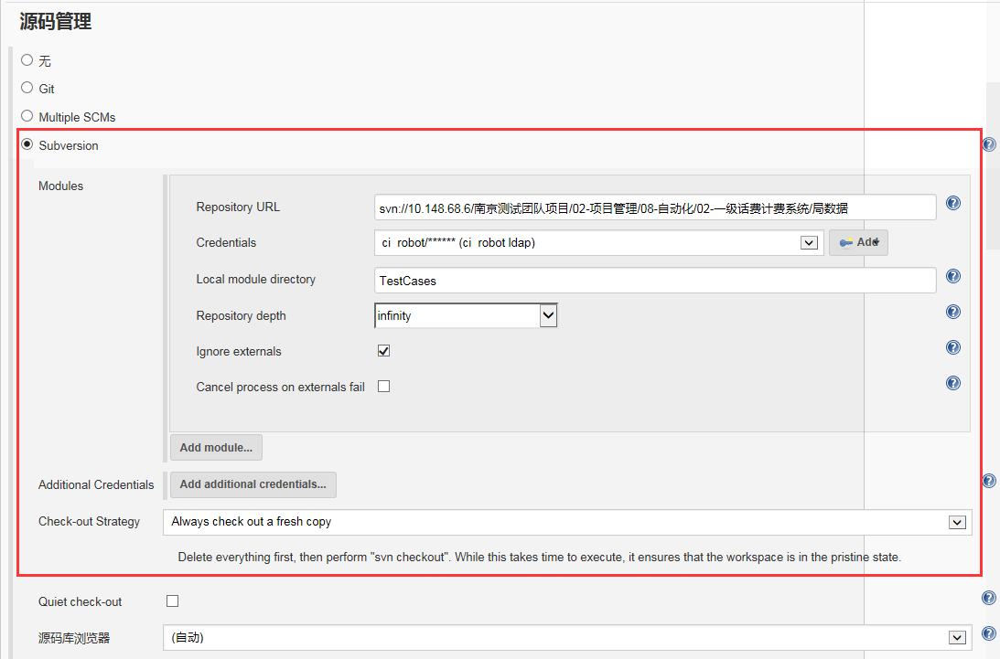 源码管理
无
Git
Multiple SCMs
Subversion
Modules
Repository URL
svn://10.148.68.6/南京测试团队项目/02-项目管理/08-自动化/02-一级话费计费系统/局数据
Credentials
ci_robot/****** (ci_robot ldap)
Add
Local module directory
TestCases
Repository depth
infinity
Ignore externals
Cancel process on externals fail
Add module...
Additional Credentials
Add additional credentials...
Check-out Strategy
Always check out a fresh copy
Delete everything first, then perform "svn checkout". While this takes time to execute, it ensures that the workspace is in the pristine state.
Quiet check-out
源码库浏览器
(自动)